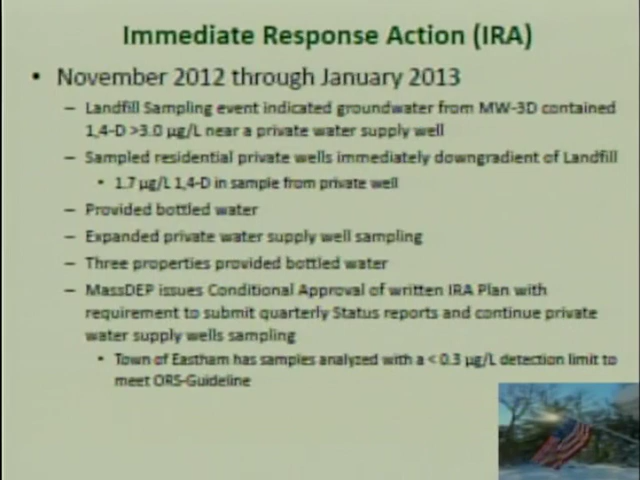 Immediate Response Action (IRA)
• November 2012 through January 2013
– Landfill Sampling event indicated groundwater from MW-3D contained
1,4-D >3.0 µg/L near a private water supply well
– Sampled residential private wells immediately downgradient of Landfill
• 1.7 µg/L 1,4-D in sample from private well
– Provided bottled water
– Expanded private water supply well sampling
– Three properties provided bottled water
– MassDEP issues Conditional Approval of written IRA Plan with
requirement to submit quarterly Status reports and continue private
water supply wells sampling
• Town of Eastham has samples analyzed with a < 0.3 µg/L detection limit to
meet ORS-Guideline